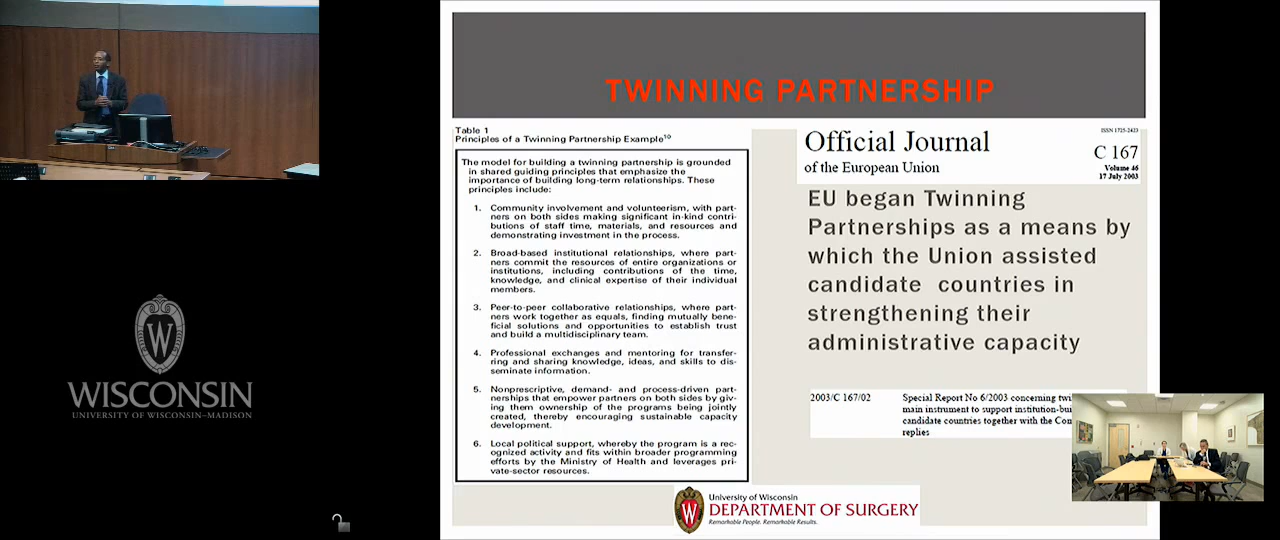 TWINNING PARTNERSHIP
Table 1
Principles of a Twinning Partnership Example¹⁰
The model for building a twinning partnership is grounded
in shared guiding principles that emphasize the
importance of building long-term relationships. These
principles include:
1. Community involvement and volunteerism, with part-
ners on both sides making significant in-kind contri-
butions of staff time, materials, and resources and
demonstrating investment in the process.
2. Broad-based institutional relationships, where part-
ners commit the resources of entire organizations or
institutions, including contributions of the time,
knowledge, and clinical expertise of their individual
members.
3. Peer-to-peer collaborative relationships, where part-
ners work together as equals, finding mutually bene-
ficial solutions and opportunities to establish trust
and build a multidisciplinary team.
4. Professional exchanges and mentoring for transfer-
ring and sharing knowledge, ideas, and skills to dis-
seminate information.
5. Nonprescriptive, demand- and process-driven part-
nerships that empower partners on both sides by giv-
ing them ownership of the programs being jointly
created, thereby encouraging sustainable capacity
development.
6. Local political support, whereby the program is a rec-
ognized activity and fits within broader programming
efforts by the Ministry of Health and leverages pri-
vate-sector resources.
Official Journal
of the European Union
ISSN 1725-2423
C 167
Volume 46
17 July 2003
EU began Twinning
Partnerships as a means by
which the Union assisted
candidate countries in
strengthening their
administrative capacity
2003/C 167/02
Special Report No 6/2003 concerning
main instrument to support
candidate countries together with the
replies
University of Wisconsin
DEPARTMENT OF SURGERY
Remarkable People. Remarkable Results.
W
WISCONSIN
UNIVERSITY OF WISCONSIN–MADISON